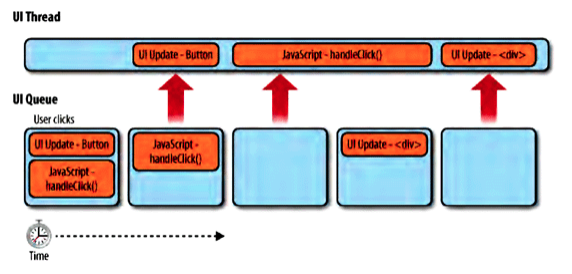 UI Thread
UI Update - Button
JavaScript - handleClick()
UI Update - <div>
UI Queue
User clicks
UI Update - Button
JavaScript -
handleClick()
JavaScript -
handleClick()
UI Update - <div>
Time